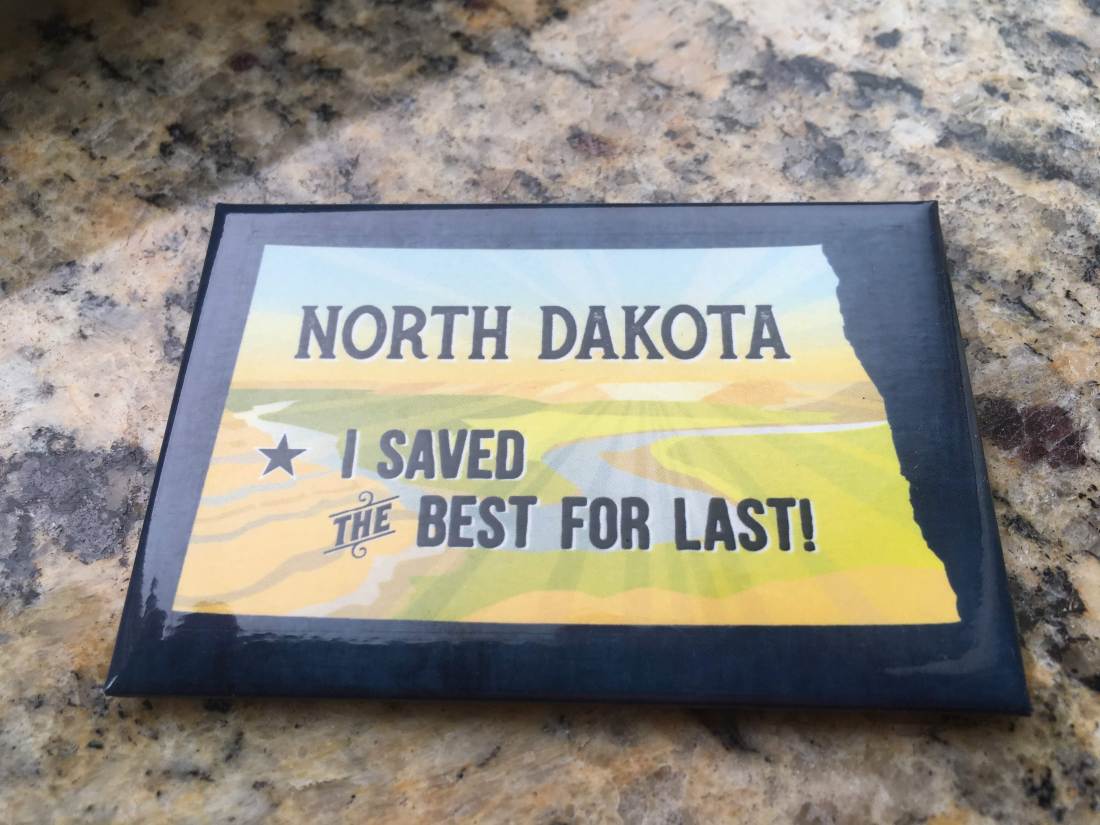 NORTH DAKOTA
I SAVED
THE BEST FOR LAST!